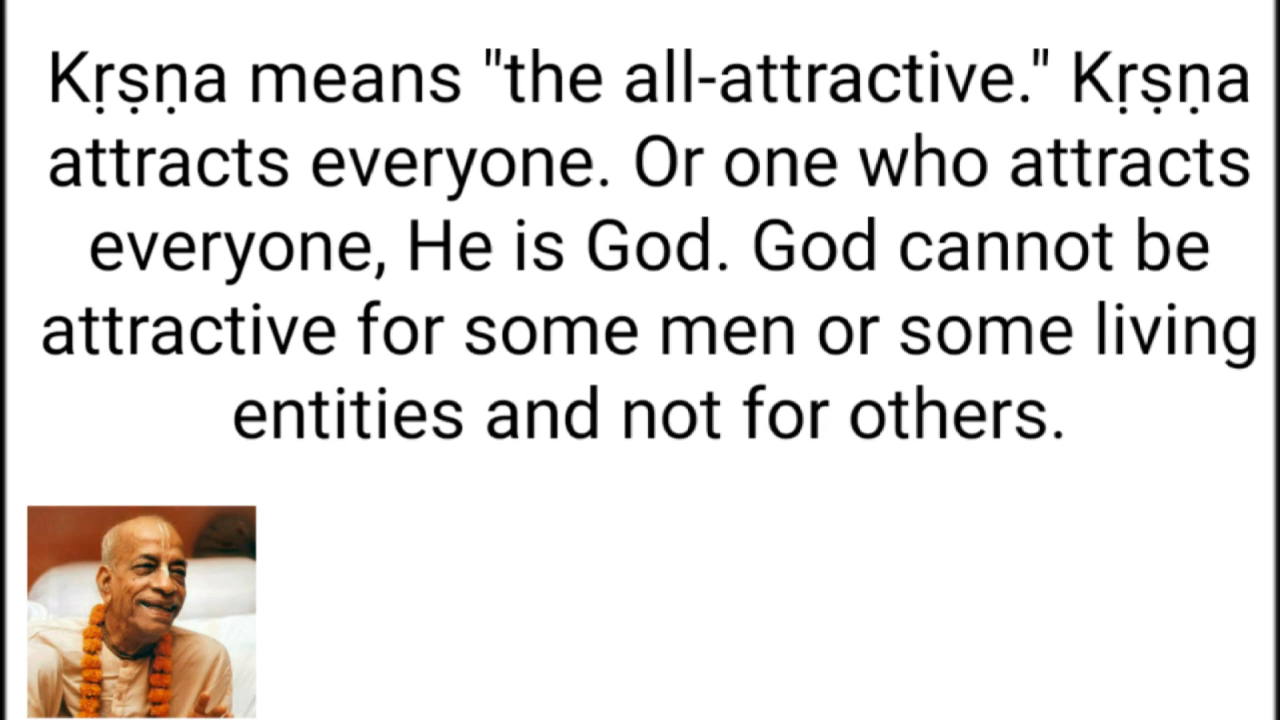 Kṛṣṇa means "the all-attractive." Kṛṣṇa
attracts everyone. Or one who attracts
everyone, He is God. God cannot be
attractive for some men or some living
entities and not for others.